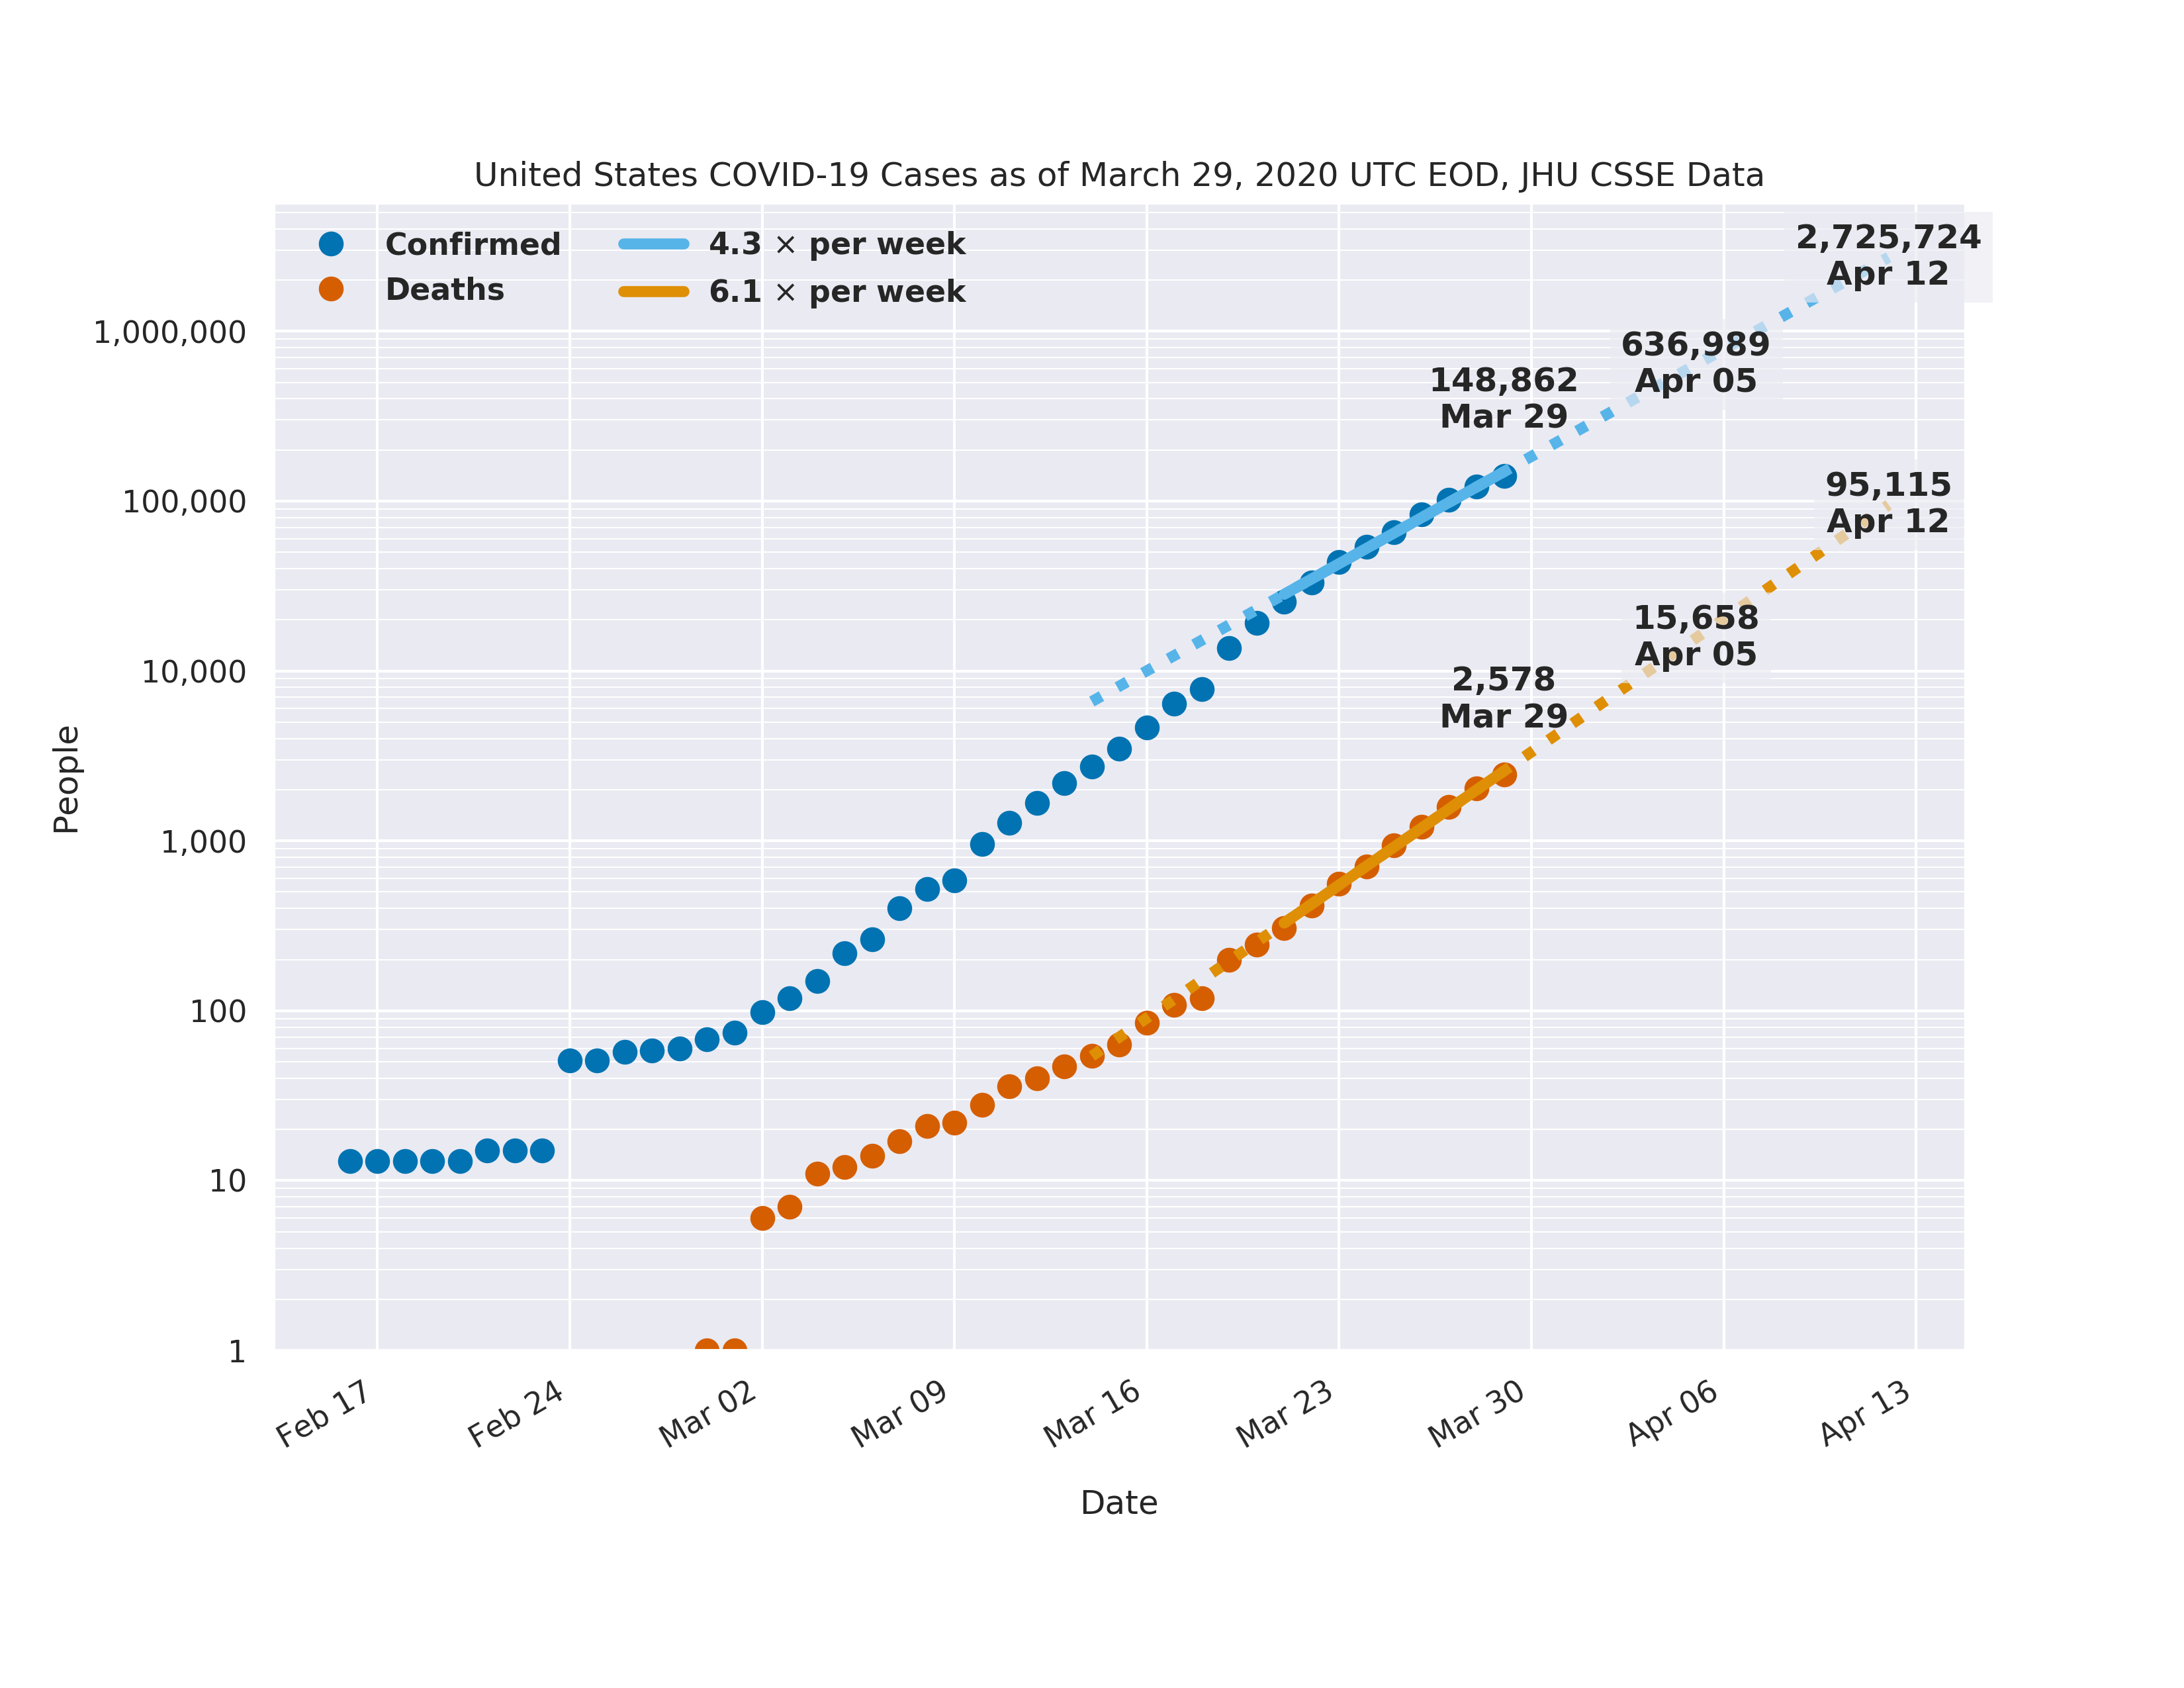 United States COVID-19 Cases as of March 29, 2020 UTC EOD, JHU CSSE Data
Confirmed
Deaths
4.3 × per week
6.1 × per week
2,725,724
Apr 12
636,989
Apr 05
148,862
Mar 29
95,115
Apr 12
15,658
Apr 05
2,578
Mar 29
People
1,000,000
100,000
10,000
1,000
100
10
1
Feb 17
Feb 24
Mar 02
Mar 09
Mar 16
Mar 23
Mar 30
Apr 06
Apr 13
Date